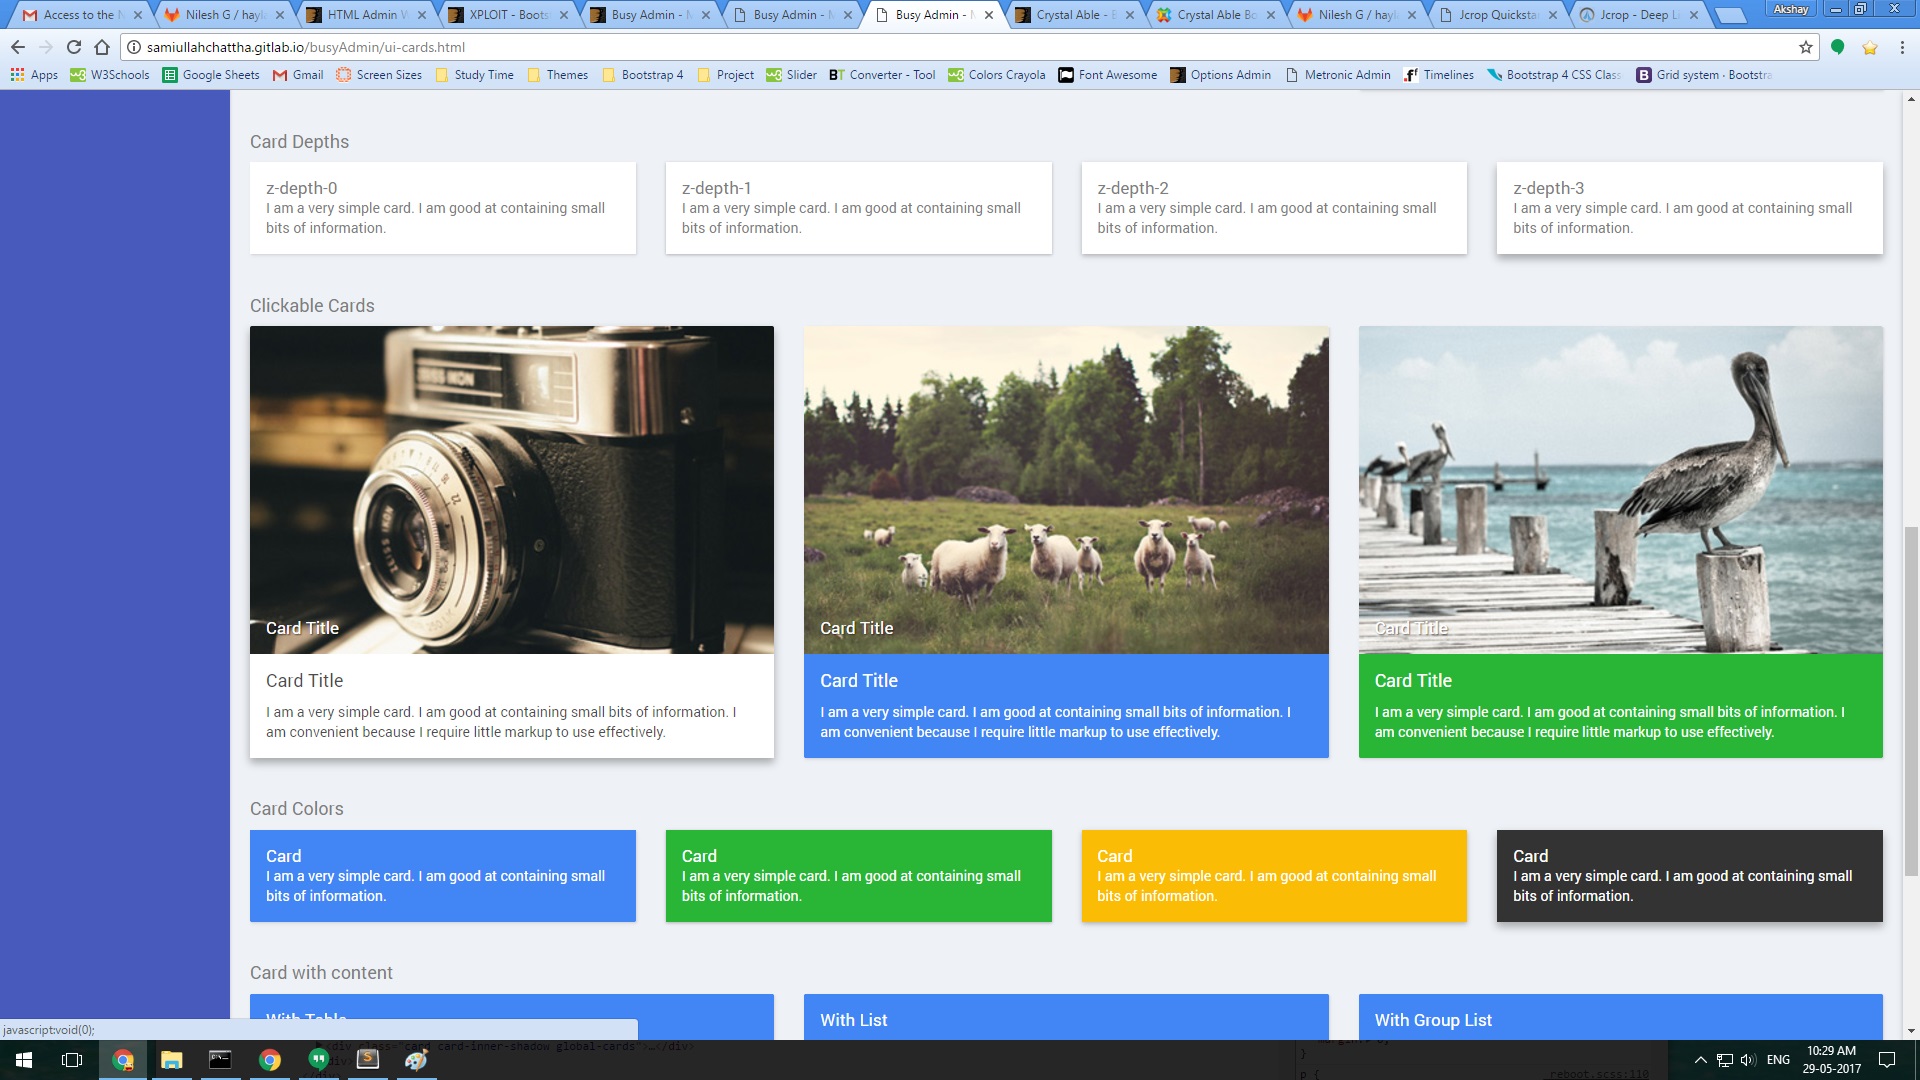 Access to the N
Nilesh G / hayla
HTML Admin W
XPLOIT - Boots
Busy Admin - M
Busy Admin - M
Busy Admin - M
Crystal Able - B
Crystal Able Bo
Nilesh G / hayl
Jcrop Quicksta
Jcrop - Deep Li
Akshay
samiullahchattha.gitlab.io/busyAdmin/ui-cards.html
Apps W3Schools Google Sheets Gmail Screen Sizes Study Time Themes Bootstrap 4 Project Slider Converter - Tool Colors Crayola Font Awesome Options Admin Metronic Admin Timelines Bootstrap 4 CSS Class Grid system · Bootstra
Card Depths
z-depth-0
I am a very simple card. I am good at containing small
bits of information.
z-depth-1
I am a very simple card. I am good at containing small
bits of information.
z-depth-2
I am a very simple card. I am good at containing small
bits of information.
z-depth-3
I am a very simple card. I am good at containing small
bits of information.
Clickable Cards
Card Title
Card Title
I am a very simple card. I am good at containing small bits of information. I
am convenient because I require little markup to use effectively.
Card Title
Card Title
I am a very simple card. I am good at containing small bits of information. I
am convenient because I require little markup to use effectively.
Card Title
Card Title
I am a very simple card. I am good at containing small bits of information. I
am convenient because I require little markup to use effectively.
Card Colors
Card
I am a very simple card. I am good at containing small
bits of information.
Card
I am a very simple card. I am good at containing small
bits of information.
Card
I am a very simple card. I am good at containing small
bits of information.
Card
I am a very simple card. I am good at containing small
bits of information.
Card with content
With Table
With List
With Group List
javascript:void(0);
<div class="card card-inner-shadow global-cards">…</div>
_reboot.scss:110
p {
ENG
10:29 AM
29-05-2017